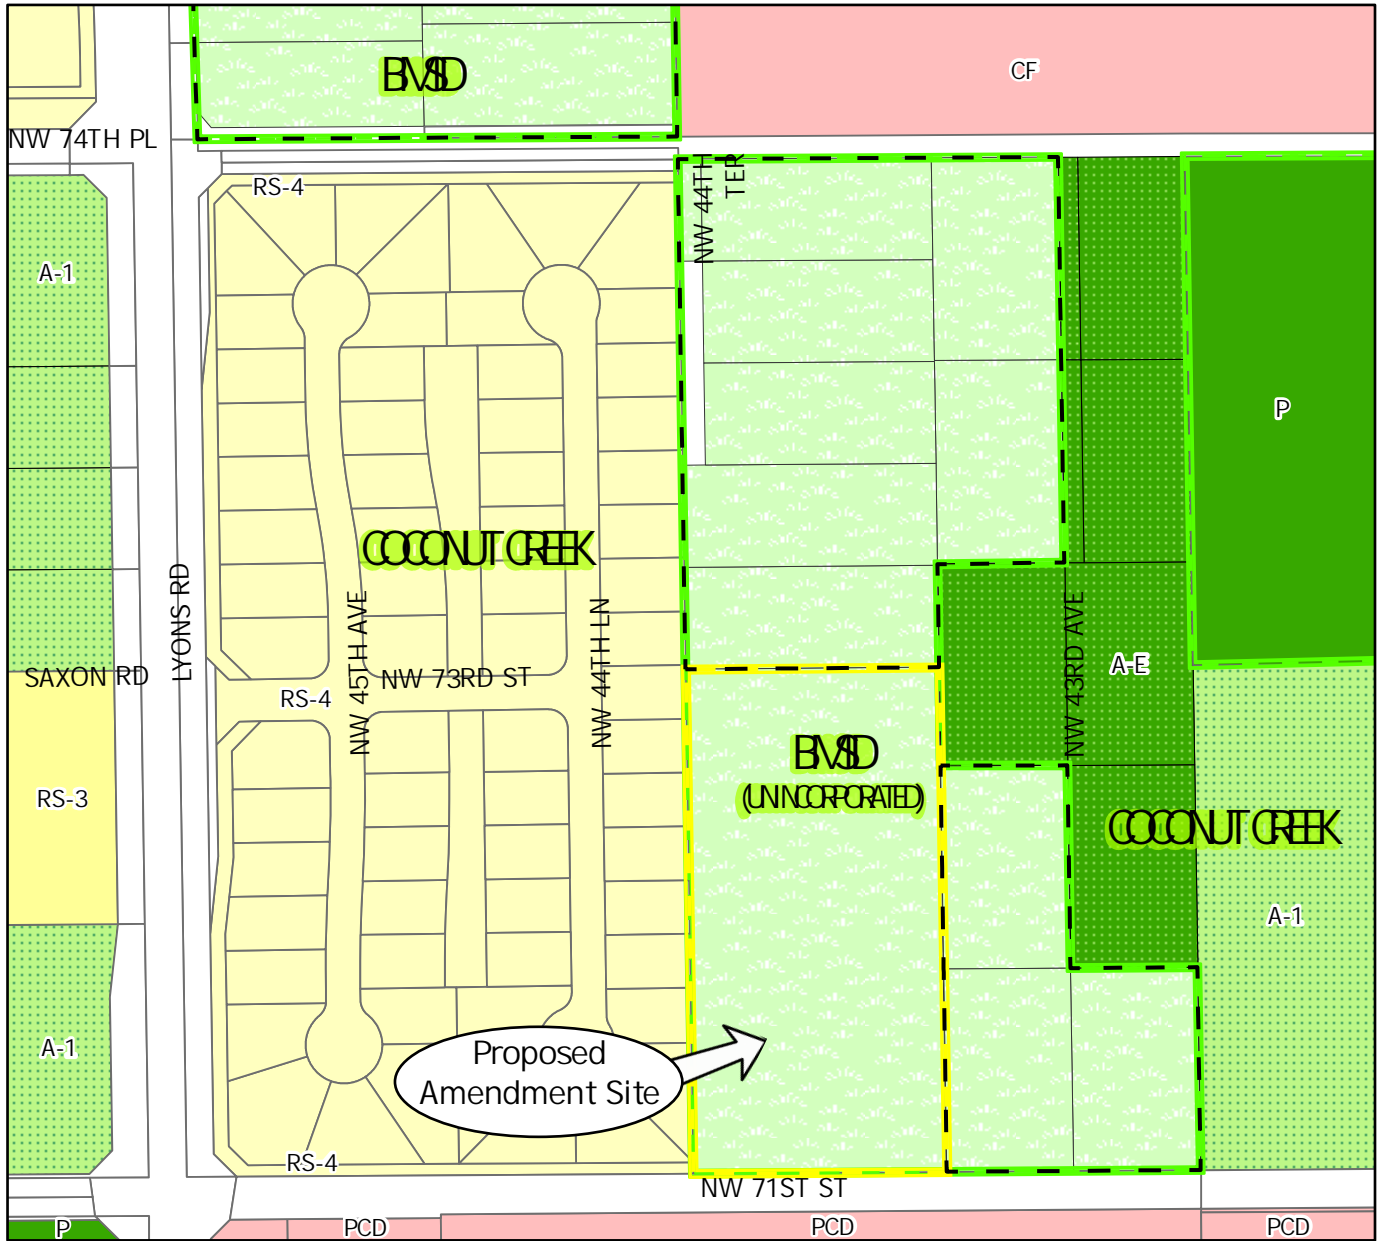 BMSD
CF
NW 74TH PL
NW 44TH
TER
RS-4
A-1
P
COCONUT CREEK
LYONS RD
NW 45TH AVE
NW 44TH LN
NW 43RD AVE
A-E
SAXON RD
NW 73RD ST
RS-4
BMSD
(UNINCORPORATED)
RS-3
COCONUT CREEK
A-1
A-1
Proposed
Amendment Site
RS-4
NW 71ST ST
P
PCD
PCD
PCD